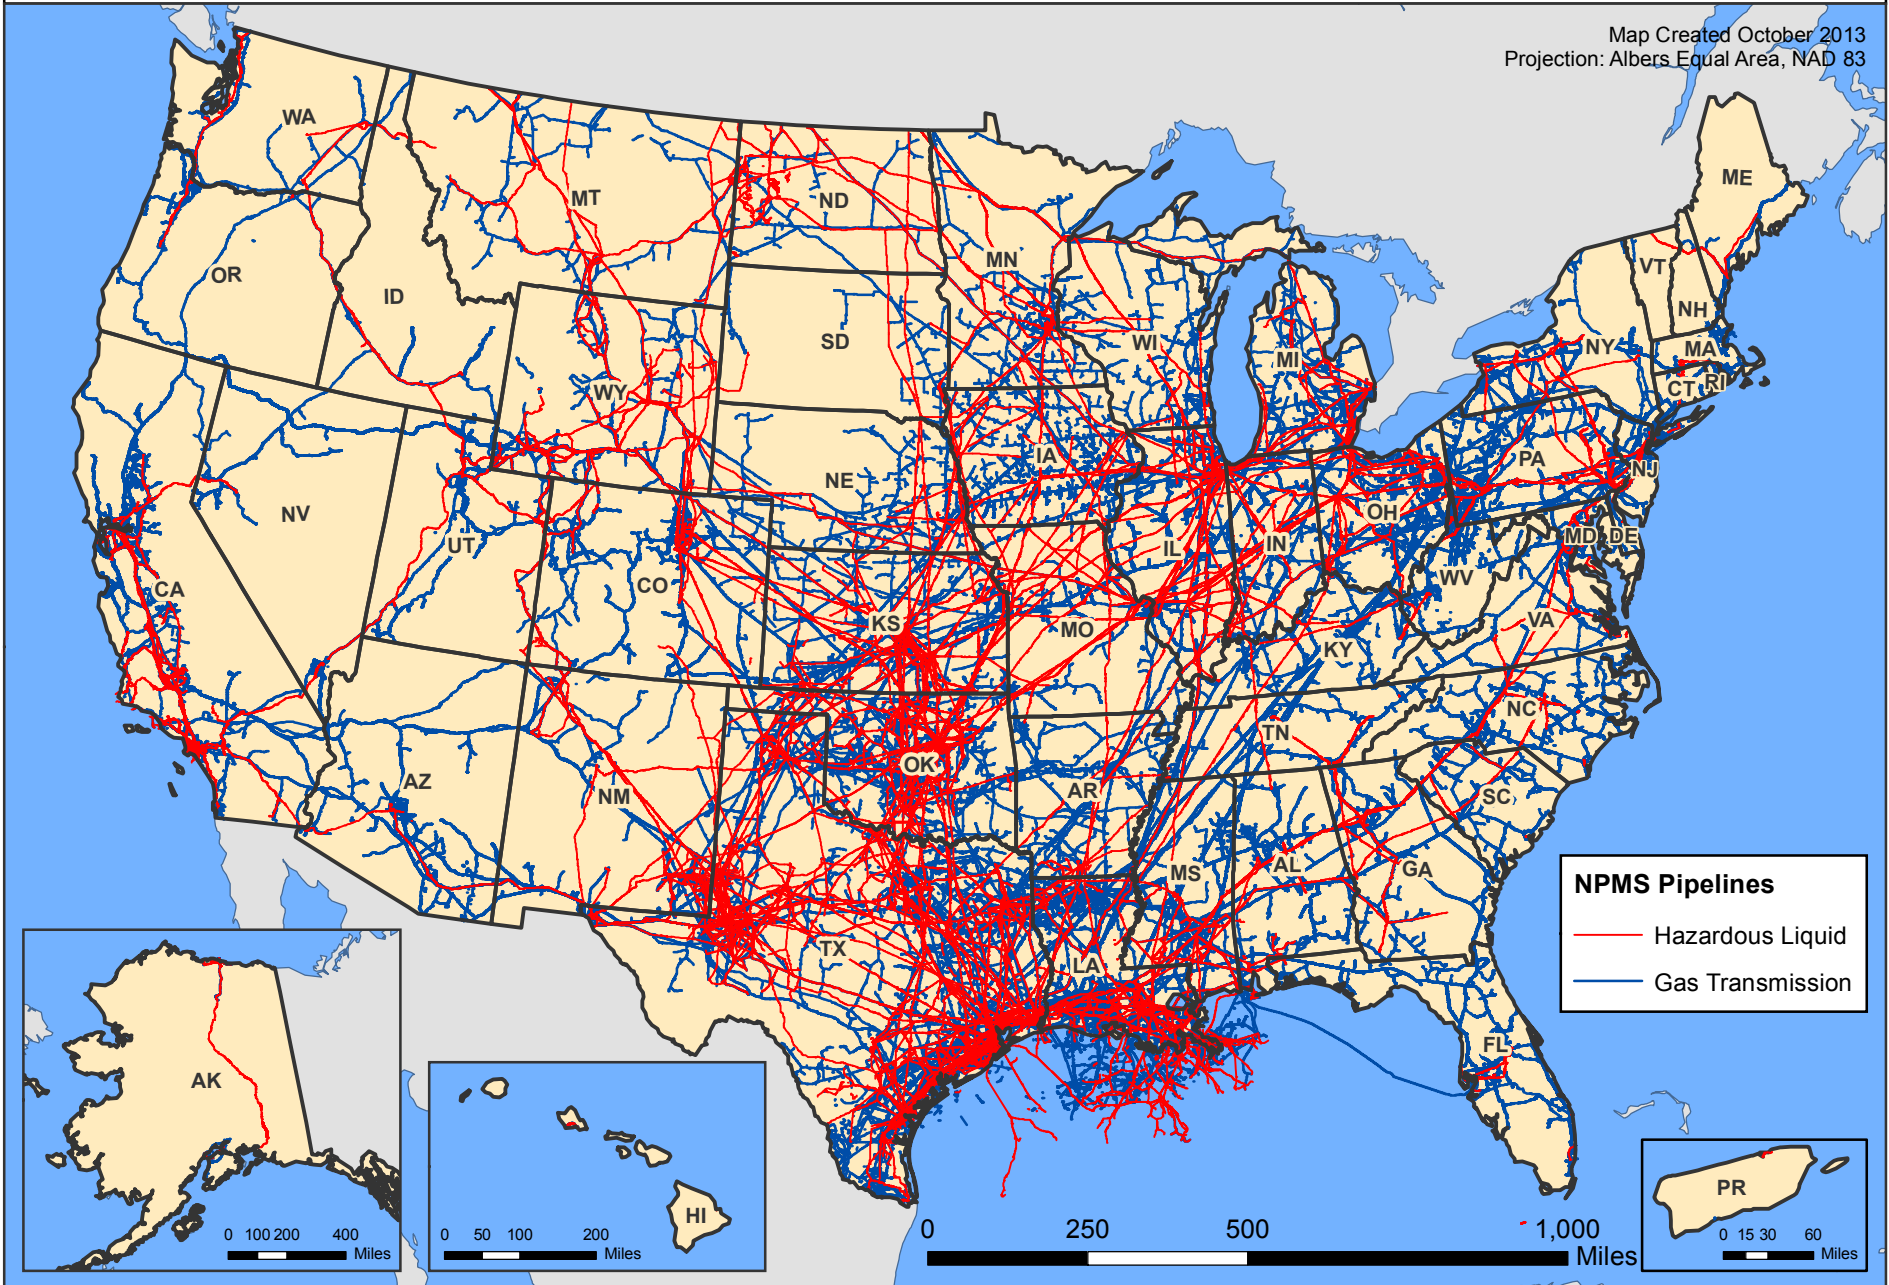 Map Created October 2013
Projection: Albers Equal Area, NAD 83
WA
MT
ND
MN
ME
VT
NH
OR
ID
SD
WI
MI
NY
MA
CT
RI
WY
NE
IA
PA
NJ
NV
UT
CO
IL
IN
OH
MD
DE
WV
CA
KS
MO
KY
VA
AZ
NM
OK
AR
TN
NC
SC
TX
LA
MS
AL
GA
FL
NPMS Pipelines
Hazardous Liquid
Gas Transmission
AK
0 100 200 400
Miles
HI
0 50 100 200
Miles
0 250 500 1,000
Miles
PR
0 15 30 60
Miles